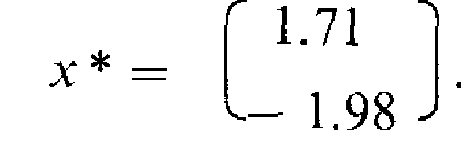 x* = ( 1.71
− 1.98 ).